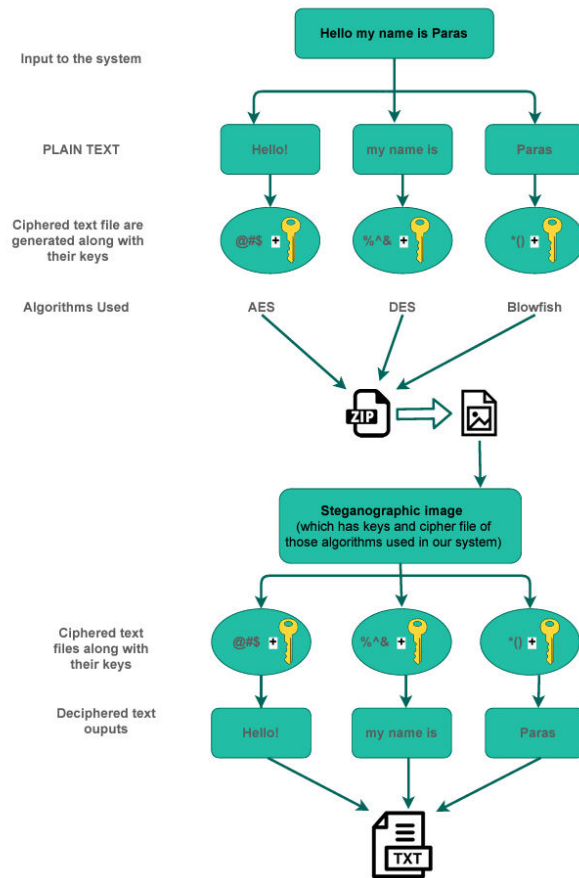 Hello my name is Paras
Input to the system
PLAIN TEXT
Hello!
my name is
Paras
Ciphered text file are
generated along with
their keys
@#$ +
%^& +
*() +
Algorithms Used
AES
DES
Blowfish
ZIP
Steganographic image
(which has keys and cipher file of
those algorithms used in our system)
Ciphered text
files along with
their keys
@#$ +
%^& +
*() +
Deciphered text
ouputs
Hello!
my name is
Paras
TXT